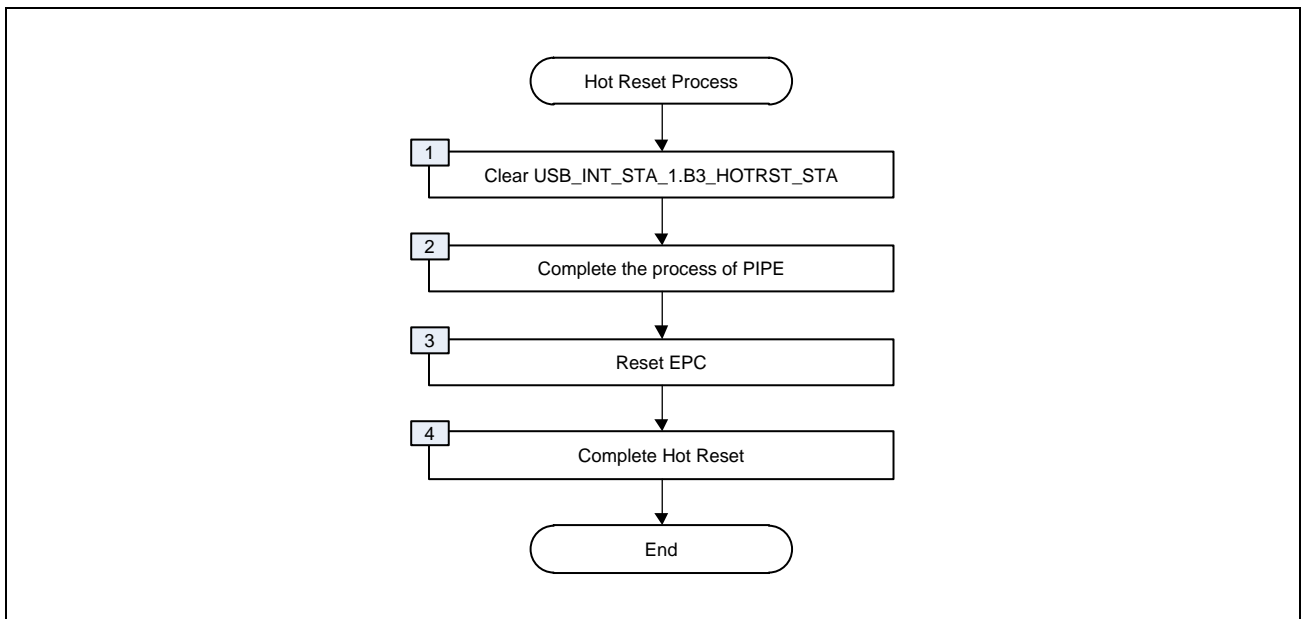 Hot Reset Process
1
Clear USB_INT_STA_1.B3_HOTRST_STA
2
Complete the process of PIPE
3
Reset EPC
4
Complete Hot Reset
End